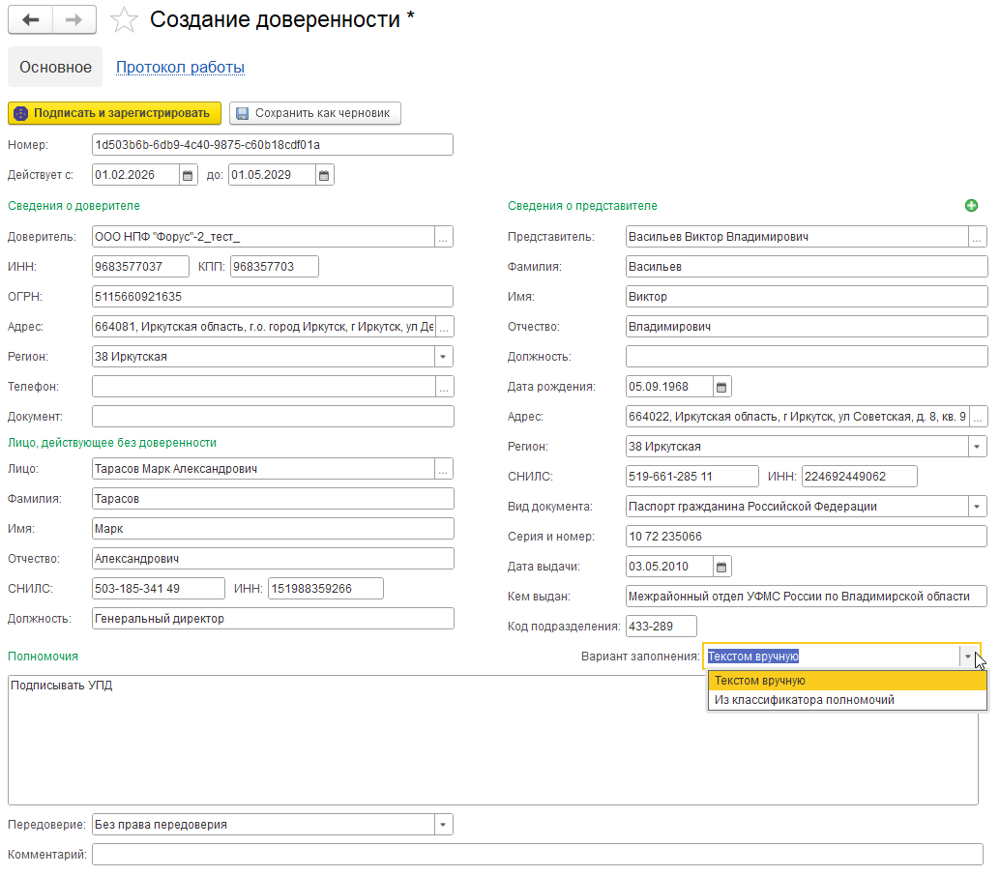 Создание доверенности *
Основное Протокол работы
Подписать и зарегистрировать Сохранить как черновик
Номер: 1d503b6b-6db9-4c40-9875-c60b18cdf01a
Действует с: 01.02.2026 до: 01.05.2029
Сведения о доверителе
Доверитель: ООО НПФ "Форус"-2_тест_ ...
ИНН: 9683577037 КПП: 968357703
ОГРН: 5115660921635
Адрес: 664081, Иркутская область, г.о. город Иркутск, г Иркутск, ул Де ...
Регион: 38 Иркутская
Телефон: ...
Документ:
Лицо, действующее без доверенности
Лицо: Тарасов Марк Александрович ...
Фамилия: Тарасов
Имя: Марк
Отчество: Александрович
СНИЛС: 503-185-341 49 ИНН: 151988359266
Должность: Генеральный директор
Сведения о представителе
Представитель: Васильев Виктор Владимирович ...
Фамилия: Васильев
Имя: Виктор
Отчество: Владимирович
Должность:
Дата рождения: 05.09.1968
Адрес: 664022, Иркутская область, г Иркутск, ул Советская, д. 8, кв. 9 ...
Регион: 38 Иркутская
СНИЛС: 519-661-285 11 ИНН: 224692449062
Вид документа: Паспорт гражданина Российской Федерации
Серия и номер: 10 72 235066
Дата выдачи: 03.05.2010
Кем выдан: Межрайонный отдел УФМС России по Владимирской области
Код подразделения: 433-289
Полномочия Вариант заполнения: Текстом вручную
Текстом вручную
Из классификатора полномочий
Подписывать УПД
Передоверие: Без права передоверия
Комментарий: